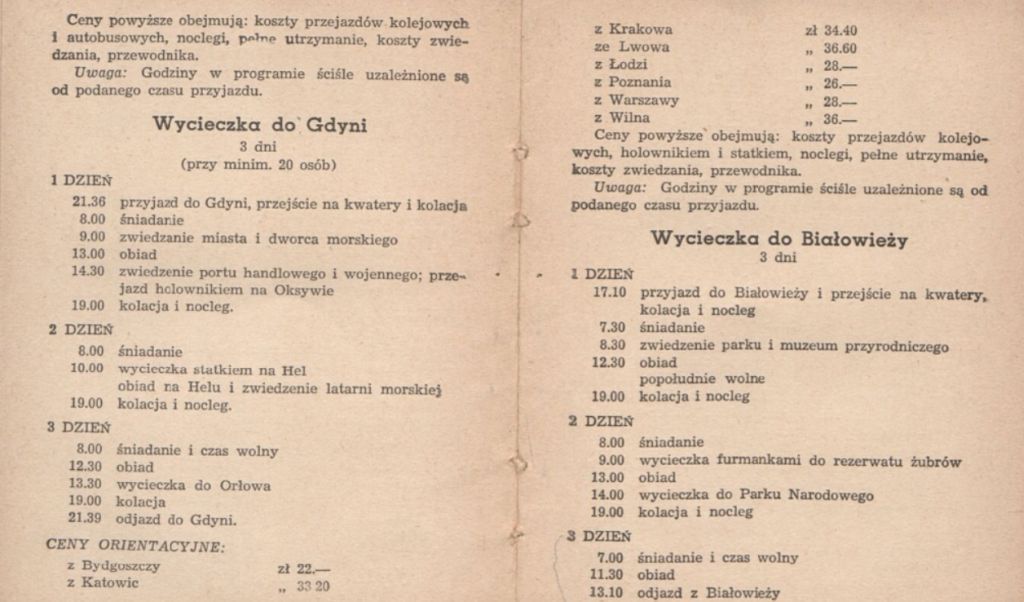 Ceny powyższe obejmują: koszty przejazdów kolejowych
i autobusowych, noclegi, pełne utrzymanie, koszty zwie-
dzania, przewodnika.
Uwaga: Godziny w programie ściśle uzależnione są
od podanego czasu przyjazdu.
Wycieczka do Gdyni
3 dni
(przy minim. 20 osób)
1 DZIEŃ
21.36 przyjazd do Gdyni, przejście na kwatery i kolacja
8.00 śniadanie
9.00 zwiedzanie miasta i dworca morskiego
13.00 obiad
14.30 zwiedzenie portu handlowego i wojennego; prze-
jazd holownikiem na Oksywie
19.00 kolacja i nocleg.
2 DZIEŃ
8.00 śniadanie
10.00 wycieczka statkiem na Hel
obiad na Helu i zwiedzenie latarni morskiej
19.00 kolacja i nocleg.
3 DZIEŃ
8.00 śniadanie i czas wolny
12.30 obiad
13.30 wycieczka do Orłowa
19.00 kolacja
21.39 odjazd do Gdyni.
CENY ORIENTACYJNE:
z Bydgoszczy zł 22.—
z Katowic „ 33 20
z Krakowa zł 34.40
ze Lwowa „ 36.60
z Łodzi „ 28.—
z Poznania „ 26.—
z Warszawy „ 28.—
z Wilna „ 36.—
Ceny powyższe obejmują: koszty przejazdów kolejo-
wych, holownikiem i statkiem, noclegi, pełne utrzymanie,
koszty zwiedzania, przewodnika.
Uwaga: Godziny w programie ściśle uzależnione są od
podanego czasu przyjazdu.
Wycieczka do Białowieży
3 dni
1 DZIEŃ
17.10 przyjazd do Białowieży i przejście na kwatery,
kolacja i nocleg
7.30 śniadanie
8.30 zwiedzenie parku i muzeum przyrodniczego
12.30 obiad
popołudnie wolne
19.00 kolacja i nocleg
2 DZIEŃ
8.00 śniadanie
9.00 wycieczka furmankami do rezerwatu żubrów
13.00 obiad
14.00 wycieczka do Parku Narodowego
19.00 kolacja i nocleg
3 DZIEŃ
7.00 śniadanie i czas wolny
11.30 obiad
13.10 odjazd z Białowieży